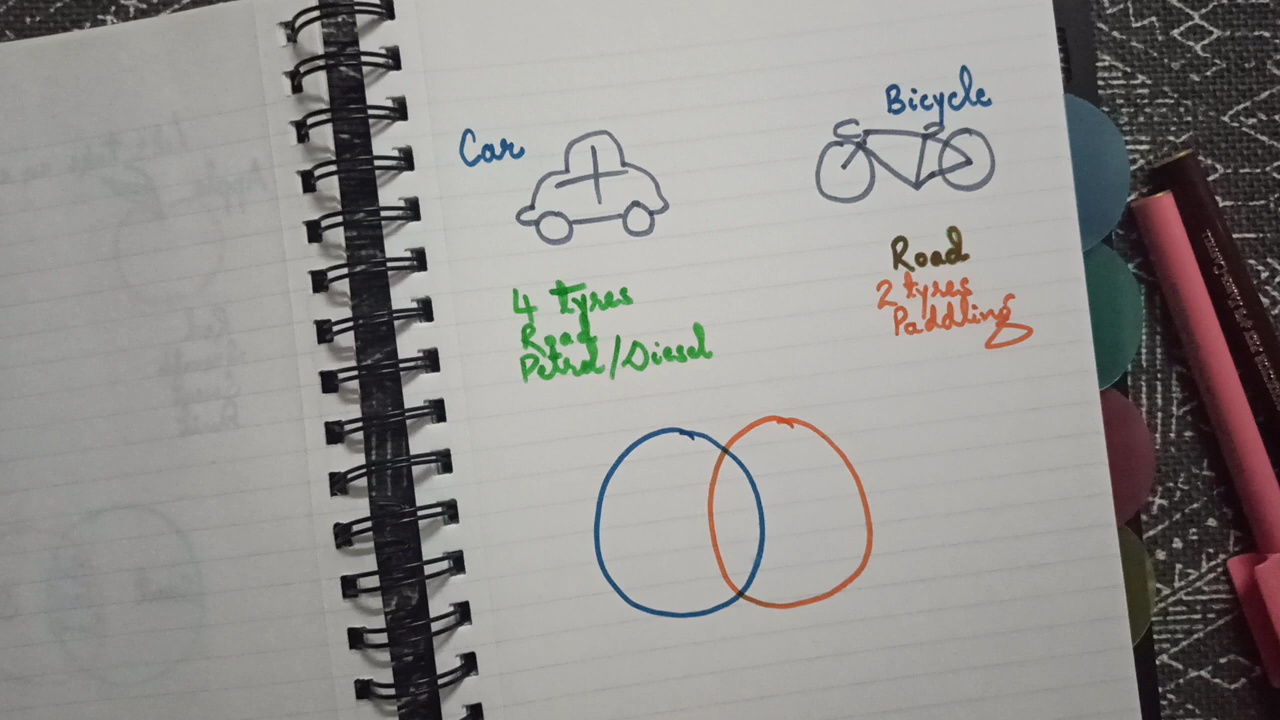 Car
Bicycle
4 tyres
Road
Petrol/Diesel
Road
2 tyres
Paddling